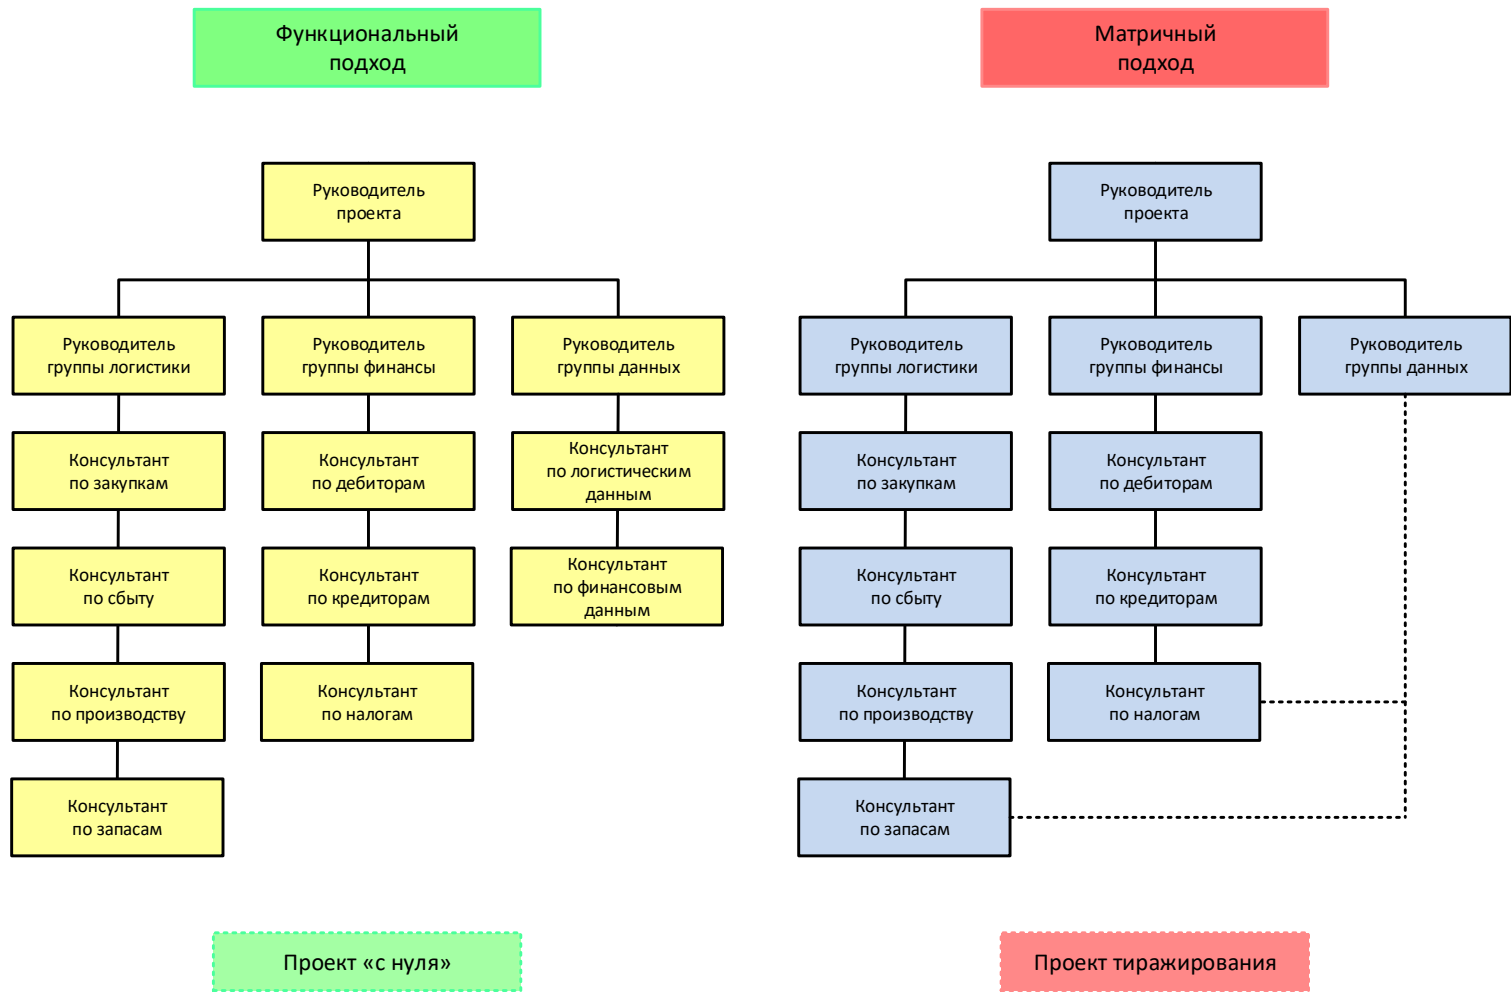 Функциональный
подход
Матричный
подход
Руководитель
проекта
Руководитель
группы логистики
Руководитель
группы финансы
Руководитель
группы данных
Консультант
по закупкам
Консультант
по дебиторам
Консультант
по логистическим
данным
Консультант
по сбыту
Консультант
по кредиторам
Консультант
по финансовым
данным
Консультант
по производству
Консультант
по налогам
Консультант
по запасам
Руководитель
проекта
Руководитель
группы логистики
Руководитель
группы финансы
Руководитель
группы данных
Консультант
по закупкам
Консультант
по дебиторам
Консультант
по сбыту
Консультант
по кредиторам
Консультант
по производству
Консультант
по налогам
Консультант
по запасам
Проект «с нуля»
Проект тиражирования